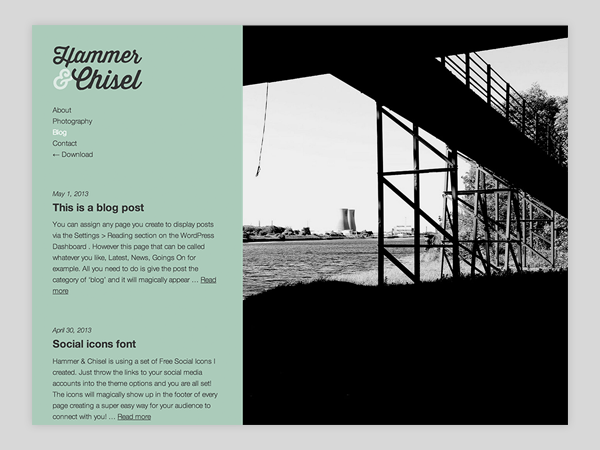 Hammer
& Chisel
About
Photography
Blog
Contact
← Download
May 1, 2013
This is a blog post
You can assign any page you create to display posts
via the Settings > Reading section on the WordPress
Dashboard . However this page that can be called
whatever you like, Latest, News, Goings On for
example. All you need to do is give the post the
category of 'blog' and it will magically appear … Read
more
April 30, 2013
Social icons font
Hammer & Chisel is using a set of Free Social Icons I
created. Just throw the links to your social media
accounts into the theme options and you are all set!
The icons will magically show up in the footer of every
page creating a super easy way for your audience to
connect with you! … Read more